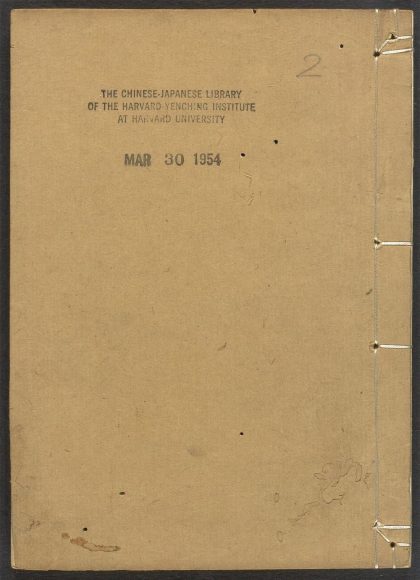 2
THE CHINESE-JAPANESE LIBRARY
OF THE HARVARD-YENCHING INSTITUTE
AT HARVARD UNIVERSITY
MAR 30 1954